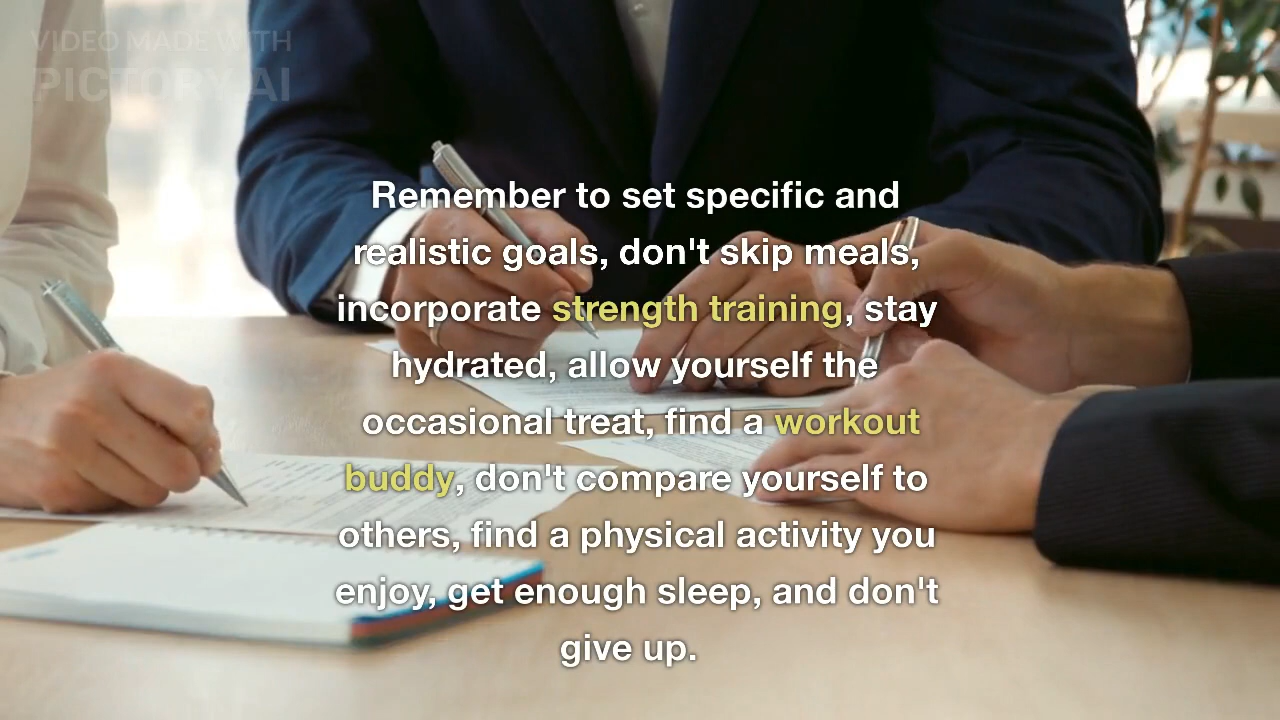 VIDEO MADE WITH
PICTORY.AI
Remember to set specific and
realistic goals, don't skip meals,
incorporate strength training, stay
hydrated, allow yourself the
occasional treat, find a workout
buddy, don't compare yourself to
others, find a physical activity you
enjoy, get enough sleep, and don't
give up.